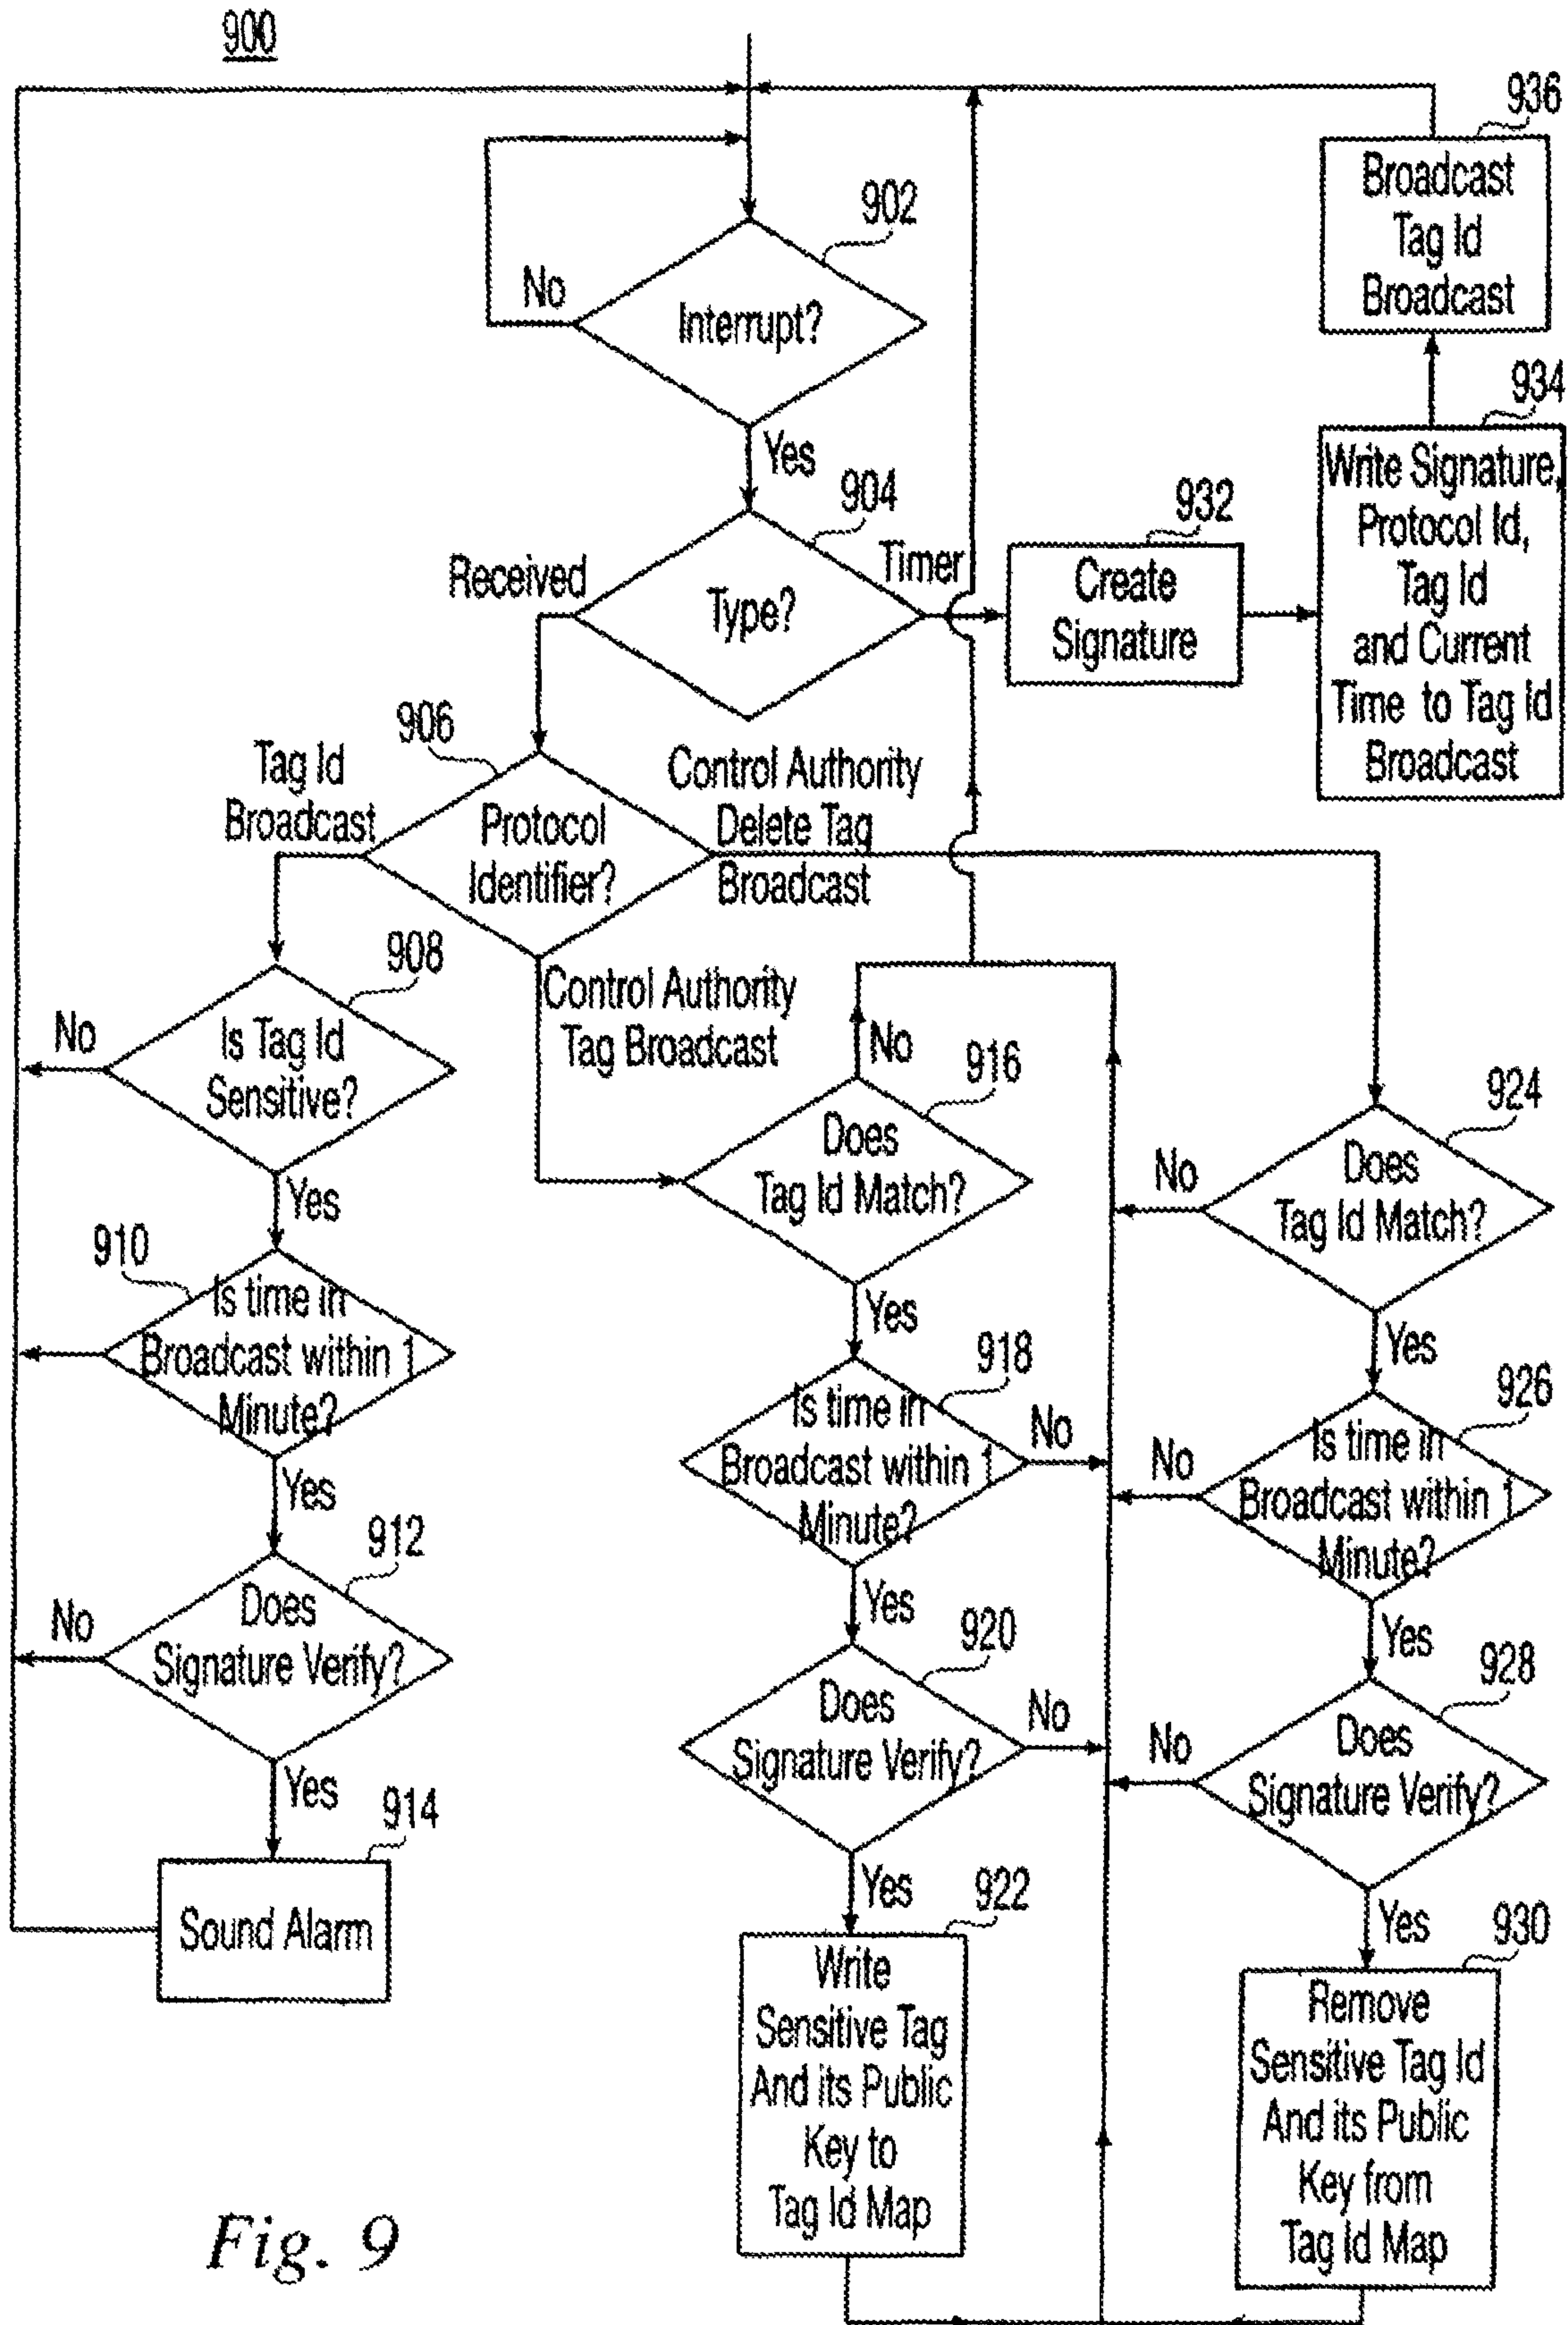 900
936
Broadcast
Tag Id
Broadcast
902
No
Interrupt?
934
Yes
Write Signature,
Protocol Id,
Tag Id
and Current
Time to Tag Id
Broadcast
904
932
Received
Timer
Type?
Create
Signature
906
Tag Id
Broadcast
Control Authority
Delete Tag
Broadcast
Protocol
Identifier?
908
Control Authority
Tag Broadcast
No
Is Tag Id
Sensitive?
No
916
924
Does
Tag Id Match?
No
Does
Tag Id Match?
Yes
910
Is time in
Broadcast within 1
Minute?
Yes
918
Yes
926
Is time in
Broadcast within 1
Minute?
No
No
Is time in
Broadcast within 1
Minute?
Yes
912
No
Does
Signature Verify?
Yes
920
Yes
928
Does
Signature Verify?
No
No
Does
Signature Verify?
Yes
914
Sound Alarm
Yes
922
Write
Sensitive Tag
And its Public
Key to
Tag Id Map
Yes
930
Remove
Sensitive Tag Id
And its Public
Key from
Tag Id Map
Fig. 9